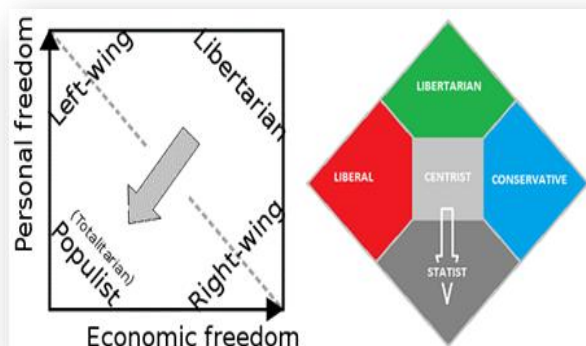 Personal freedom
Left-wing
Libertarian
(Totalitarian)
Populist
Right-wing
Economic freedom
LIBERTARIAN
LIBERAL
CENTRIST
CONSERVATIVE
STATIST